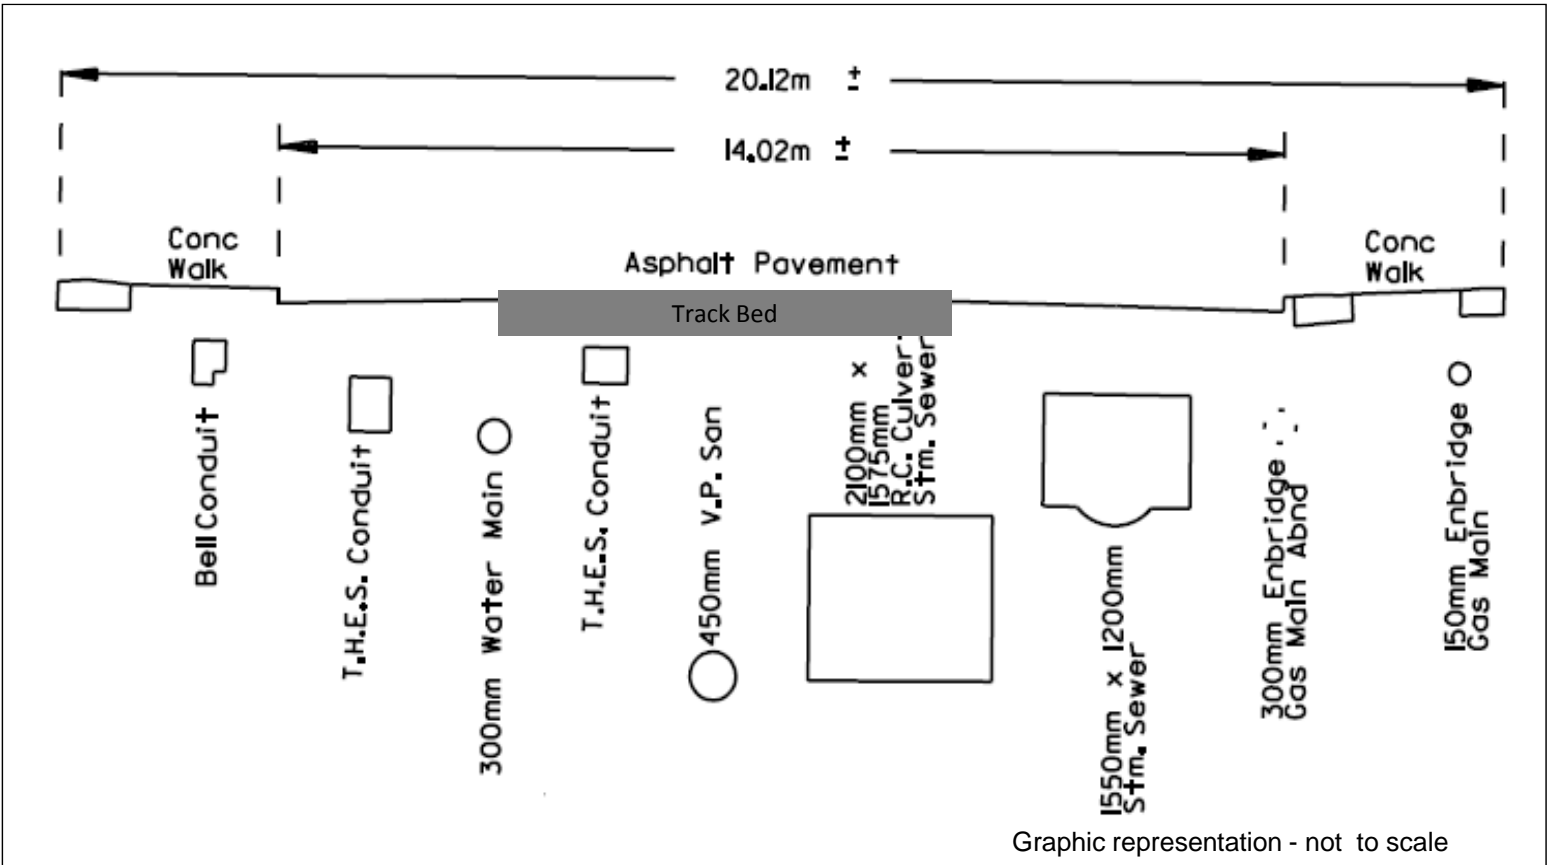 20.12m ±
14.02m ±
Conc
Walk
Asphalt Pavement
Conc
Walk
Track Bed
Bell Conduit
T.H.E.S. Conduit
300mm Water Main
T.H.E.S. Conduit
450mm V.P. San
2100mm x
1575mm
R.C. Culver
Stm. Sewer
1550mm x 1200mm
Stm. Sewer
300mm Enbridge
Gas Main Abnd
150mm Enbridge
Gas Main
Graphic representation - not to scale